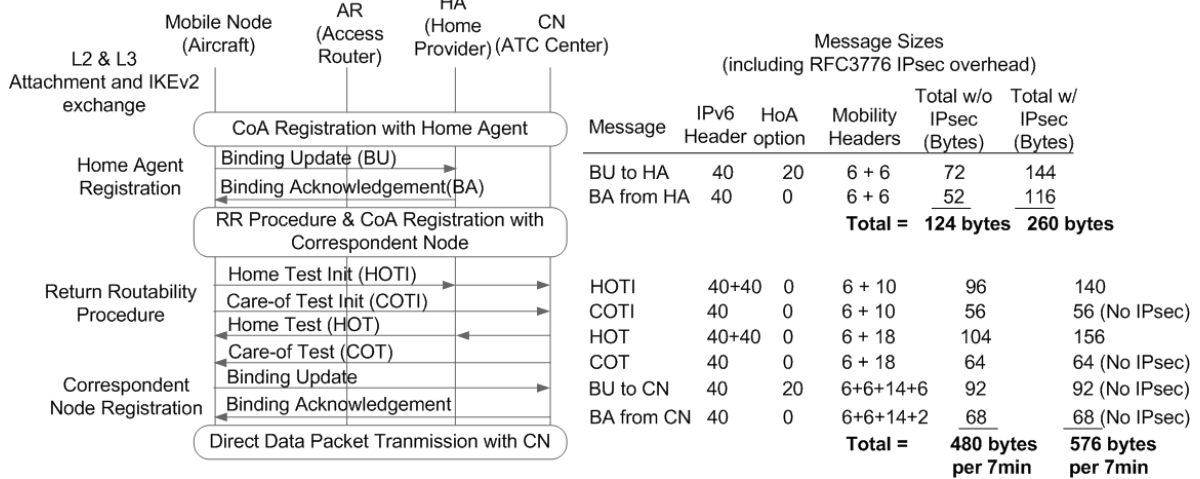 Mobile Node
(Aircraft)
AR
(Access
Router)
HA
(Home
Provider)
CN
(ATC Center)
L2 & L3
Attachment and IKEv2
exchange
CoA Registration with Home Agent
Home Agent
Registration
Binding Update (BU)
Binding Acknowledgement(BA)
RR Procedure & CoA Registration with
Correspondent Node
Return Routability
Procedure
Home Test Init (HOTI)
Care-of Test Init (COTI)
Home Test (HOT)
Care-of Test (COT)
Correspondent
Node Registration
Binding Update
Binding Acknowledgement
Direct Data Packet Tranmission with CN
Message Sizes
(including RFC3776 IPsec overhead)
Message
IPv6
Header
HoA
option
Mobility
Headers
Total w/o
IPsec
(Bytes)
Total w/
IPsec
(Bytes)
BU to HA 40 20 6 + 6 72 144
BA from HA 40 0 6 + 6 52 116
Total = 124 bytes 260 bytes
HOTI 40+40 0 6 + 10 96 140
COTI 40 0 6 + 10 56 56 (No IPsec)
HOT 40+40 0 6 + 18 104 156
COT 40 0 6 + 18 64 64 (No IPsec)
BU to CN 40 20 6+6+14+6 92 92 (No IPsec)
BA from CN 40 0 6+6+14+2 68 68 (No IPsec)
Total = 480 bytes 576 bytes
per 7min per 7min